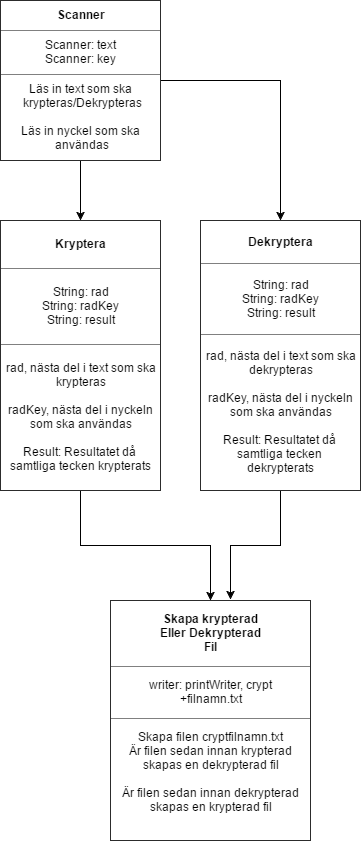 Scanner
Scanner: text
Scanner: key
Läs in text som ska
krypteras/Dekrypteras
Läs in nyckel som ska
användas
Kryptera
String: rad
String: radKey
String: result
rad, nästa del i text som ska
krypteras
radKey, nästa del i nyckeln
som ska användas
Result: Resultatet då
samtliga tecken krypterats
Dekryptera
String: rad
String: radKey
String: result
rad, nästa del i text som ska
dekrypteras
radKey, nästa del i nyckeln
som ska användas
Result: Resultatet då
samtliga tecken
dekrypterats
Skapa krypterad
Eller Dekrypterad
Fil
writer: printWriter, crypt
+filnamn.txt
Skapa filen cryptfilnamn.txt
Är filen sedan innan krypterad
skapas en dekrypterad fil
Är filen sedan innan dekrypterad
skapas en krypterad fil